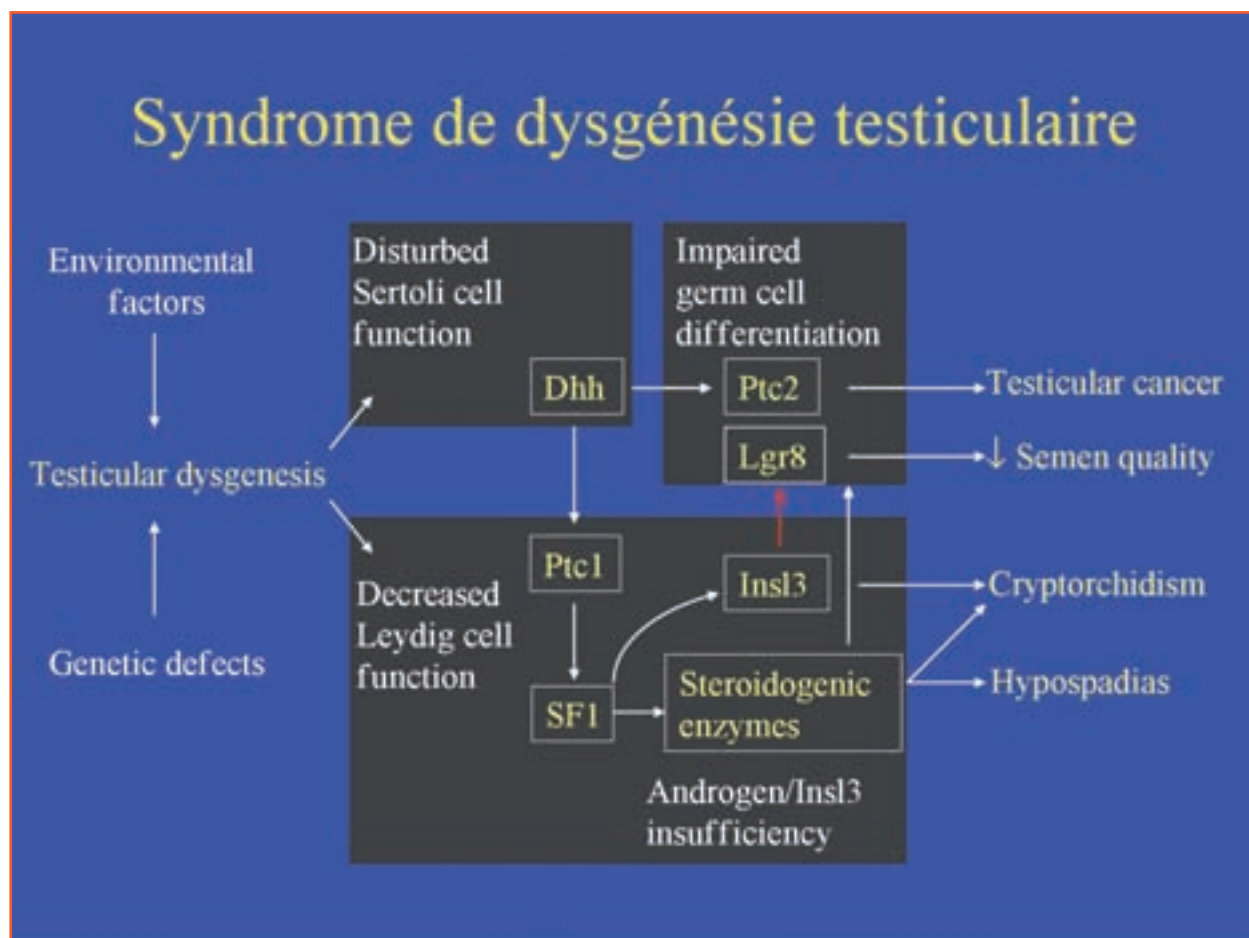 Syndrome de dysgénésie testiculaire
Environmental
factors
Testicular dysgenesis
Genetic defects
Disturbed
Sertoli cell
function
Dhh
Impaired
germ cell
differentiation
Ptc2
Lgr8
Decreased
Leydig cell
function
Ptc1
SF1
Insl3
Steroidogenic
enzymes
Androgen/Insl3
insufficiency
Testicular cancer
↓ Semen quality
Cryptorchidism
Hypospadias